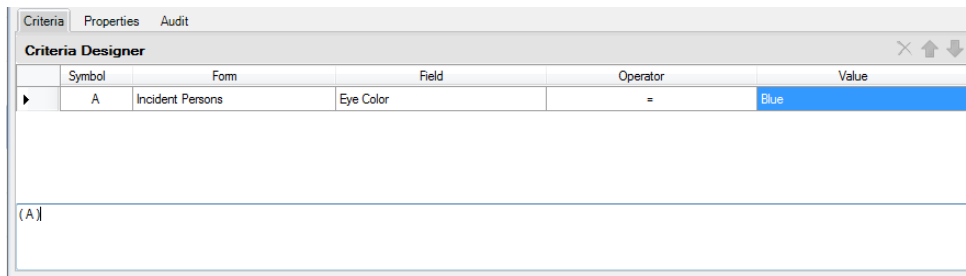 Criteria Properties Audit
Criteria Designer
Symbol Form Field Operator Value
A Incident Persons Eye Color = Blue
(A)